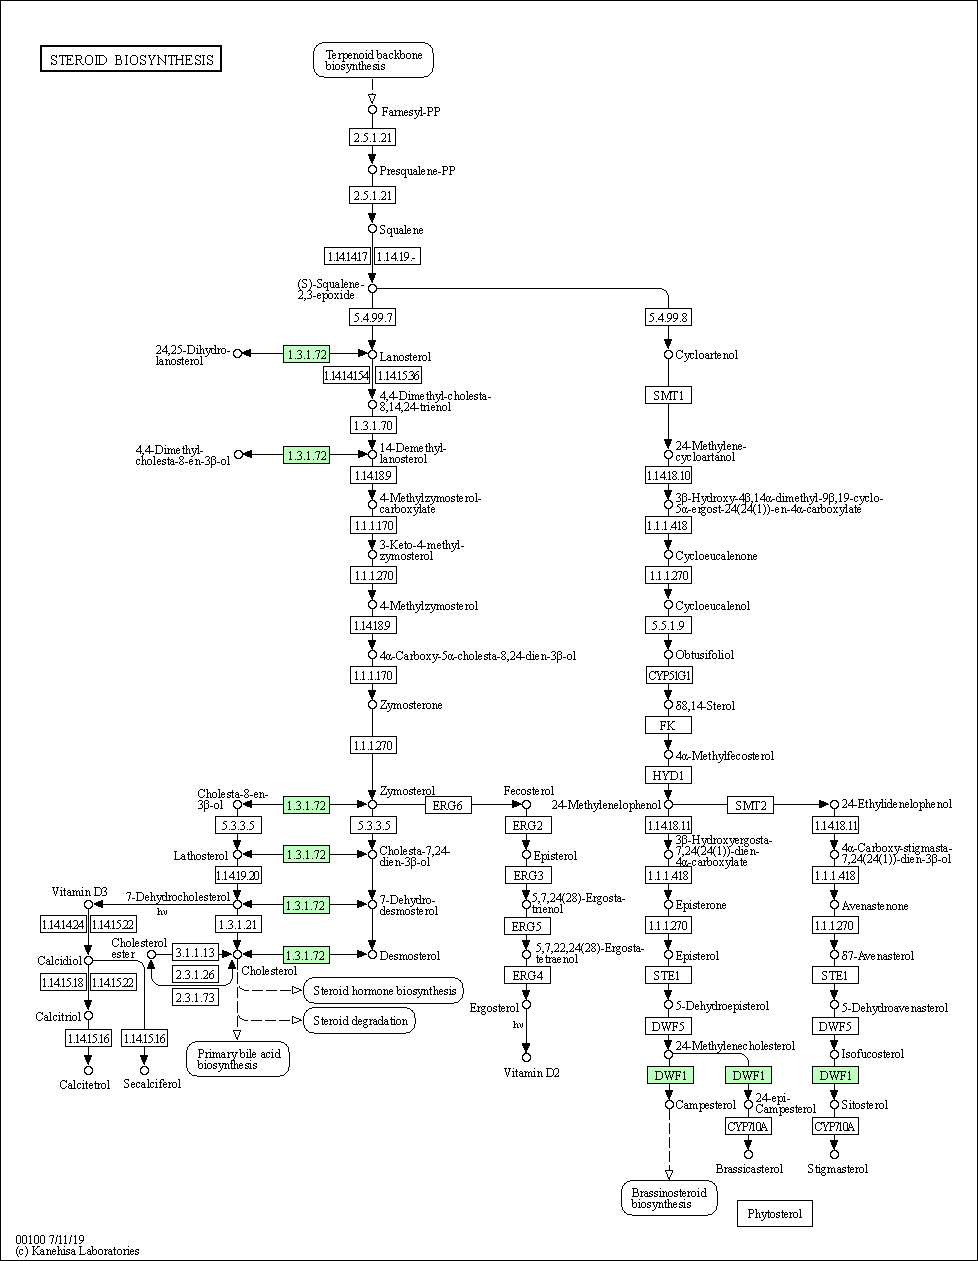 STEROID BIOSYNTHESIS
Terpenoid backbone
biosynthesis
Farnesyl-PP
2.5.1.21
Presqualene-PP
2.5.1.21
Squalene
1.14.14.17
1.14.19.-
(S)-Squalene-
2,3-epoxide
5.4.99.7
5.4.99.8
24,25-Dihydro-
lanosterol
1.3.1.72
Lanosterol
Cycloartenol
1.14.14.154
1.14.15.36
SMT1
4,4-Dimethyl-cholesta-
8,14,24-trienol
1.3.1.70
4,4-Dimethyl-
cholesta-8-en-3β-ol
1.3.1.72
14-Demethyl-
lanosterol
24-Methylene-
cycloartanol
1.14.18.9
1.14.18.10
4-Methylzymosterol-
carboxylate
3β-Hydroxy-4β,14α-dimethyl-9β,19-cyclo-
5α-ergost-24(24(1))-en-4α-carboxylate
1.1.1.170
1.1.1.418
3-Keto-4-methyl-
zymosterol
Cycloeucalenone
1.1.1.270
1.1.1.270
4-Methylzymosterol
Cycloeucalenol
1.14.18.9
5.5.1.9
4α-Carboxy-5α-cholesta-8,24-dien-3β-ol
Obtusifoliol
1.1.1.170
CYP51G1
Zymosterone
δ8,14-Sterol
FK
1.1.1.270
4α-Methylfecosterol
HYD1
Cholesta-8-en-
3β-ol
1.3.1.72
Zymosterol
ERG6
Fecosterol
24-Methylenelophenol
SMT2
24-Ethylidenelophenol
5.3.3.5
5.3.3.5
ERG2
1.14.18.11
1.14.18.11
Lathosterol
1.3.1.72
Cholesta-7,24-
dien-3β-ol
Episterol
3β-Hydroxyergosta-
7,24(24(1))-dien-
4α-carboxylate
4α-Carboxy-stigmasta-
7,24(24(1))-dien-3β-ol
1.14.19.20
ERG3
1.1.1.418
1.1.1.418
Vitamin D3
hν
7-Dehydrocholesterol
1.3.1.72
7-Dehydro-
desmosterol
5,7,24(28)-Ergosta-
trienol
Episterone
Avenastenone
1.14.14.24
1.14.15.22
1.3.1.21
ERG5
1.1.1.270
1.1.1.270
Calcidiol
Cholesterol
ester
3.1.1.13
2.3.1.26
2.3.1.73
Cholesterol
1.3.1.72
Desmosterol
5,7,22,24(28)-Ergosta-
tetraenol
Episterol
δ7-Avenasterol
1.14.15.18
1.14.15.22
ERG4
STE1
STE1
Steroid hormone biosynthesis
Calcitriol
Steroid degradation
Ergosterol
5-Dehydroepisterol
5-Dehydroavenasterol
1.14.15.16
1.14.15.16
hν
DWF5
DWF5
Primary bile acid
biosynthesis
24-Methylenecholesterol
Isofucosterol
Calcitetrol
Secalciferol
Vitamin D2
DWF1
DWF1
DWF1
Campesterol
24-epi-
Campesterol
Sitosterol
CYP710A
CYP710A
Brassicasterol
Stigmasterol
Brassinosteroid
biosynthesis
Phytosterol
00100 7/11/19
(c) Kanehisa Laboratories